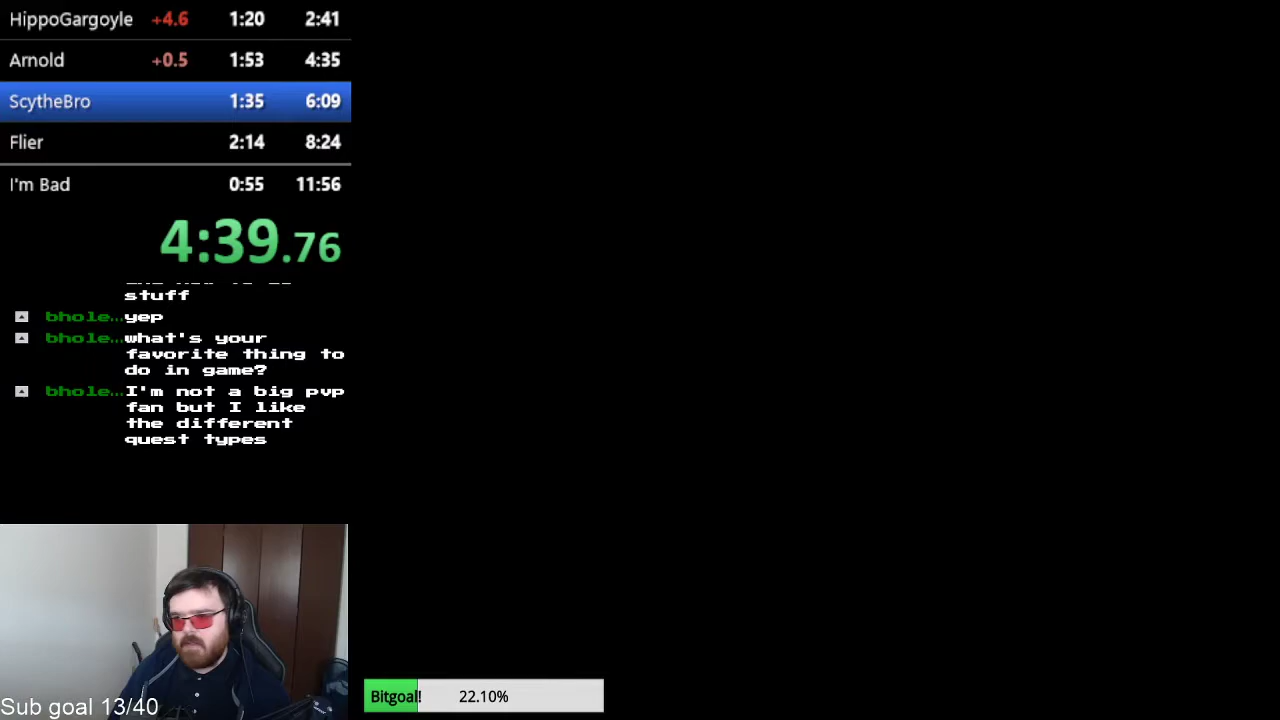 HippoGargoyle +4.6 1:20 2:41
Arnold +0.5 1:53 4:35
ScytheBro 1:35 6:09
Flier 2:14 8:24
I'm Bad 0:55 11:56
4:39.76
stuff
bhole…yep
bhole…what's your
favorite thing to
do in game?
bhole…I'm not a big pvp
fan but I like
the different
quest types
Sub goal 13/40
Bitgoal! 22.10%